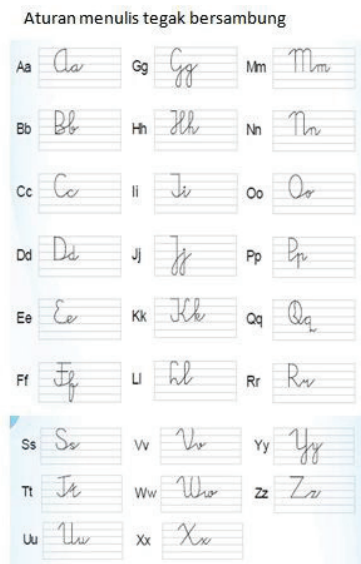 Aturan menulis tegak bersambung
Aa Aa Gg Gg Mm Mm
Bb Bb Hh Hh Nn Nn
Cc Cc Ii Ii Oo Oo
Dd Dd Jj Jj Pp Pp
Ee Ee Kk Kk Qq Qq
Ff Ff Ll Ll Rr Rr
Ss Ss Vv Vv Yy Yy
Tt Tt Ww Ww Zz Zz
Uu Uu Xx Xx